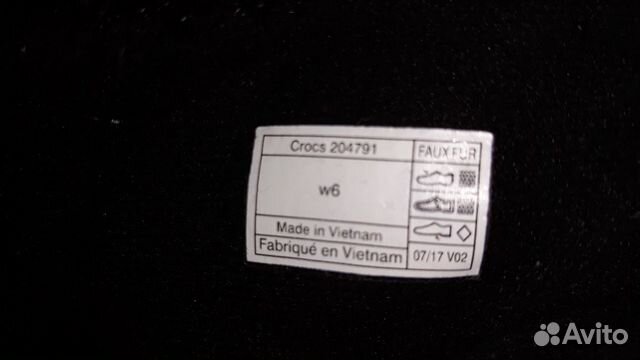 Crocs 204791
FAUX FUR
w6
Made in Vietnam
Fabriqué en Vietnam
07/17 V02
Avito